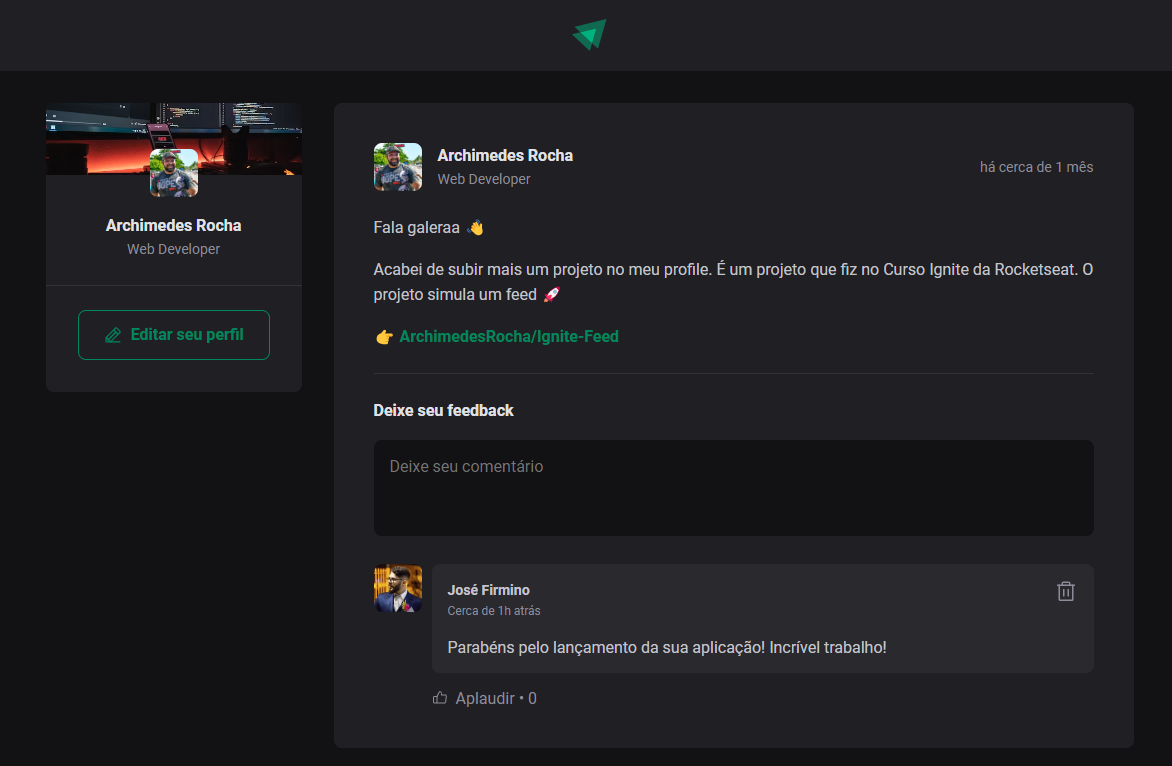 Archimedes Rocha
Web Developer
Editar seu perfil
Archimedes Rocha
Web Developer
há cerca de 1 mês
Fala galeraa 👋
Acabei de subir mais um projeto no meu profile. É um projeto que fiz no Curso Ignite da Rocketseat. O
projeto simula um feed 🚀
👉 ArchimedesRocha/Ignite-Feed
Deixe seu feedback
Deixe seu comentário
José Firmino
Cerca de 1h atrás
Parabéns pelo lançamento da sua aplicação! Incrível trabalho!
Aplaudir • 0